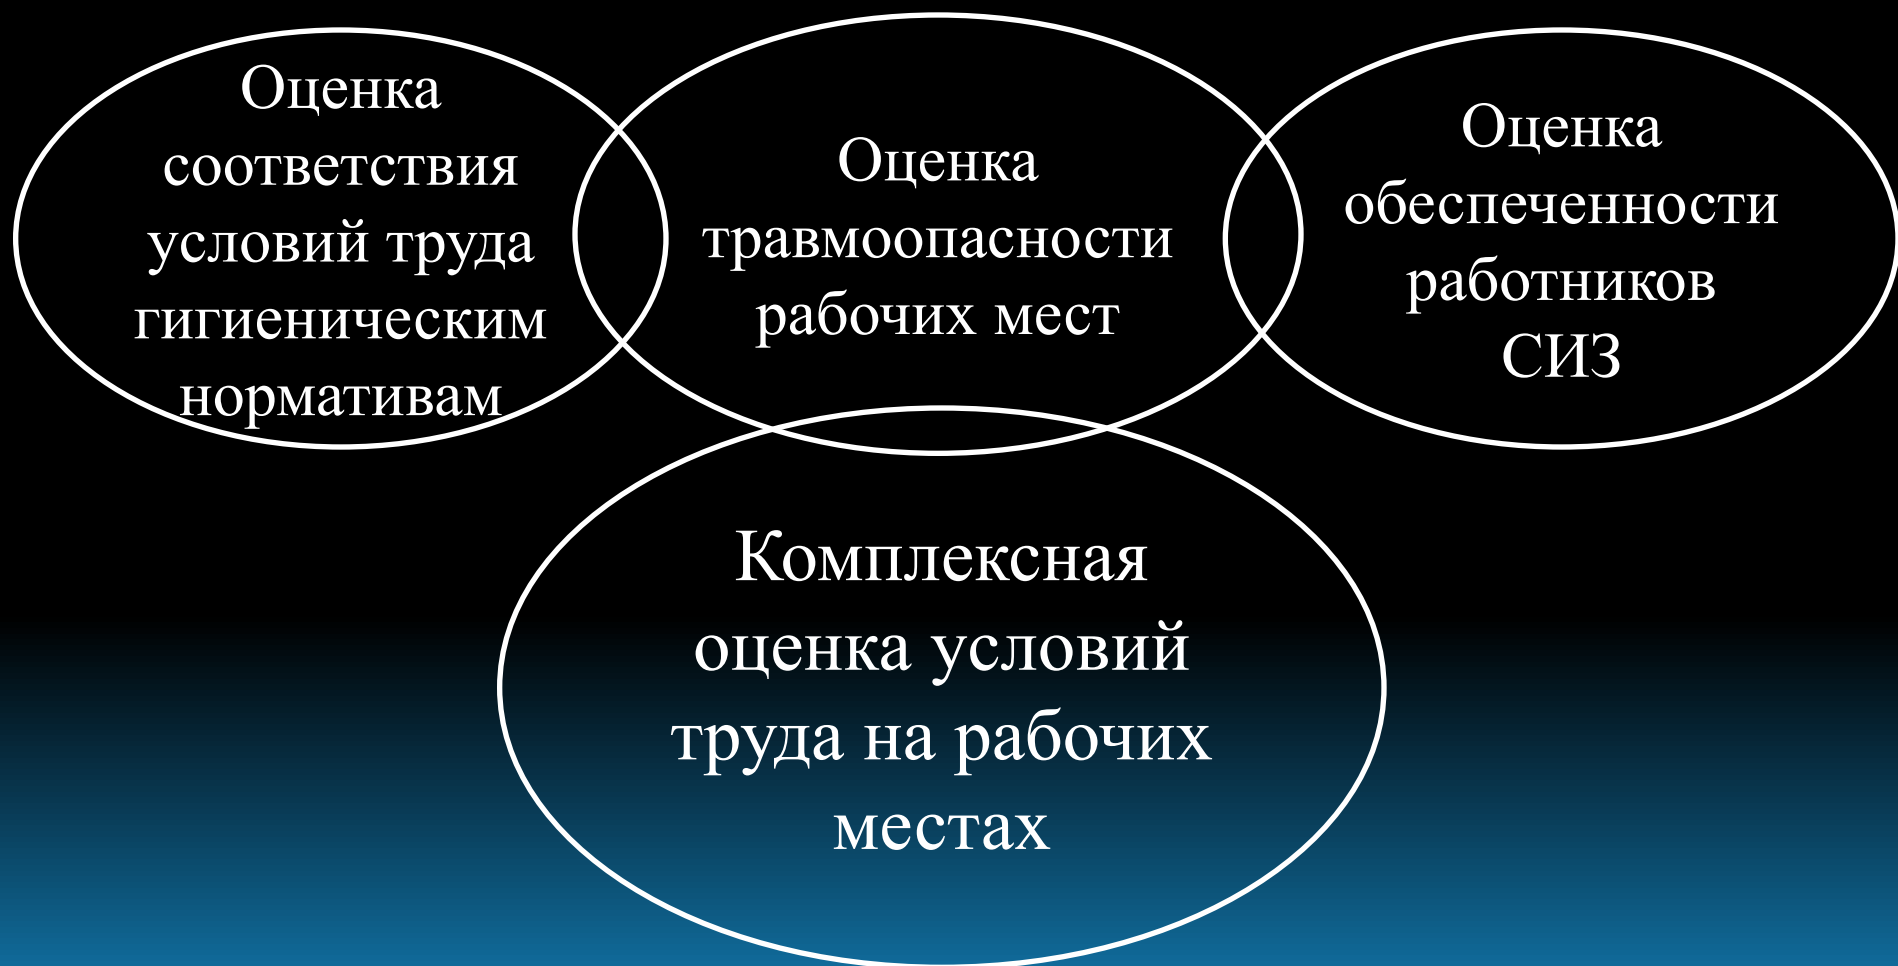 Оценка
соответствия
условий труда
гигиеническим
нормативам
Оценка
травмоопасности
рабочих мест
Оценка
обеспеченности
работников
СИЗ
Комплексная
оценка условий
труда на рабочих
местах